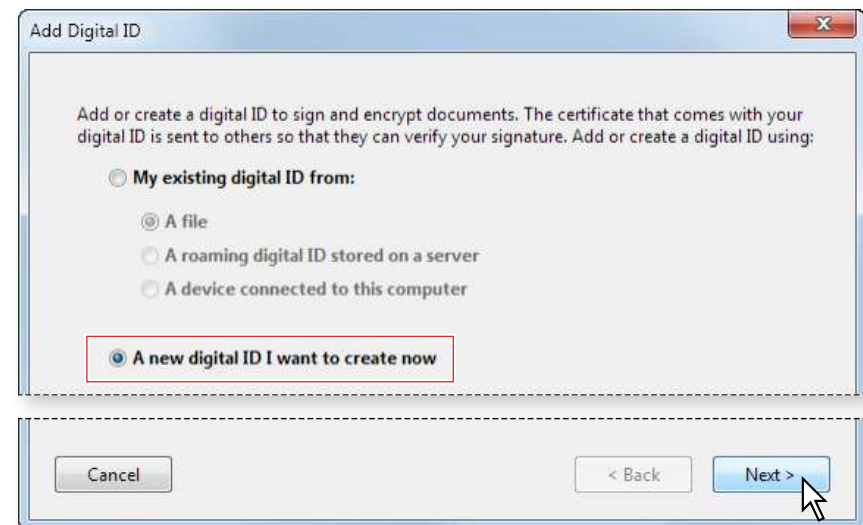 Add Digital ID
Add or create a digital ID to sign and encrypt documents. The certificate that comes with your
digital ID is sent to others so that they can verify your signature. Add or create a digital ID using:
My existing digital ID from:
A file
A roaming digital ID stored on a server
A device connected to this computer
A new digital ID I want to create now
Cancel
< Back
Next >